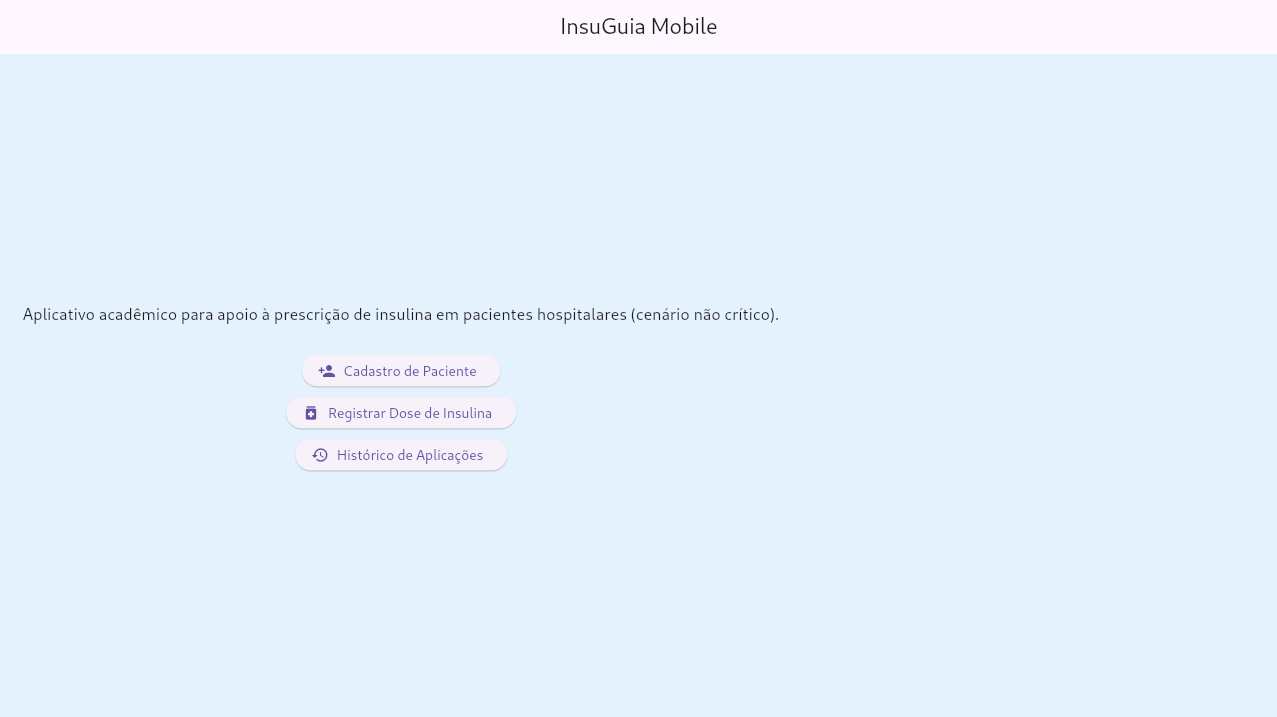 InsuGuia Mobile
Aplicativo acadêmico para apoio à prescrição de insulina em pacientes hospitalares (cenário não crítico).
Cadastro de Paciente
Registrar Dose de Insulina
Histórico de Aplicações